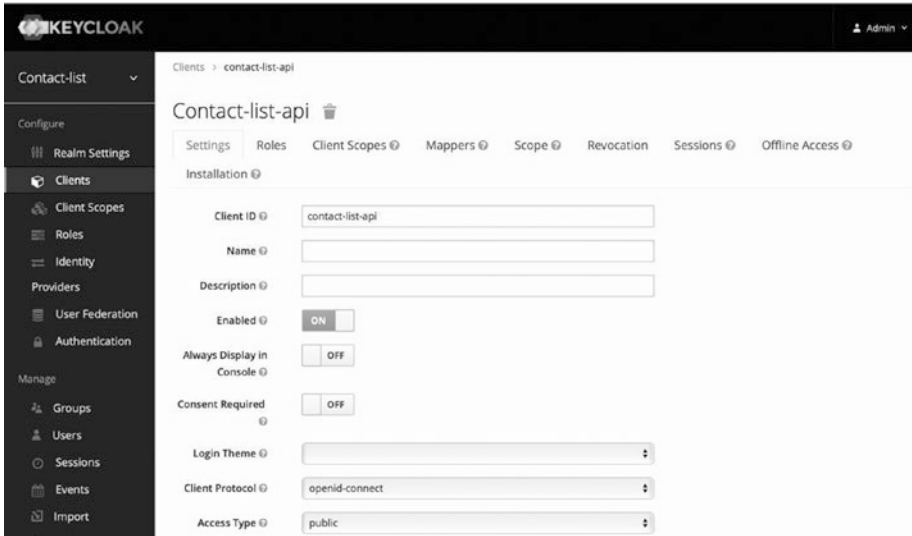 KEYCLOAK
Admin
Contact-list
Configure
Realm Settings
Clients
Client Scopes
Roles
Identity
Providers
User Federation
Authentication
Manage
Groups
Users
Sessions
Events
Import
Clients > contact-list-api
Contact-list-api
Settings Roles Client Scopes Mappers Scope Revocation Sessions Offline Access
Installation
Client ID contact-list-api
Name
Description
Enabled ON
Always Display in
Console OFF
Consent Required OFF
Login Theme
Client Protocol openid-connect
Access Type public